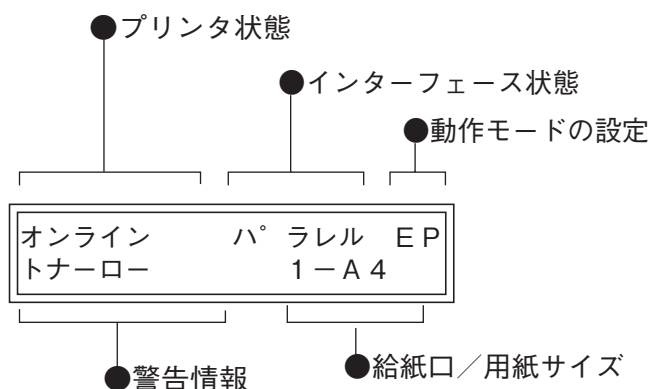 ●プリンタ状態
●インターフェース状態
●動作モードの設定
オンライン パラレル EP
トナーロー 1-A4
●警告情報
●給紙口/用紙サイズ